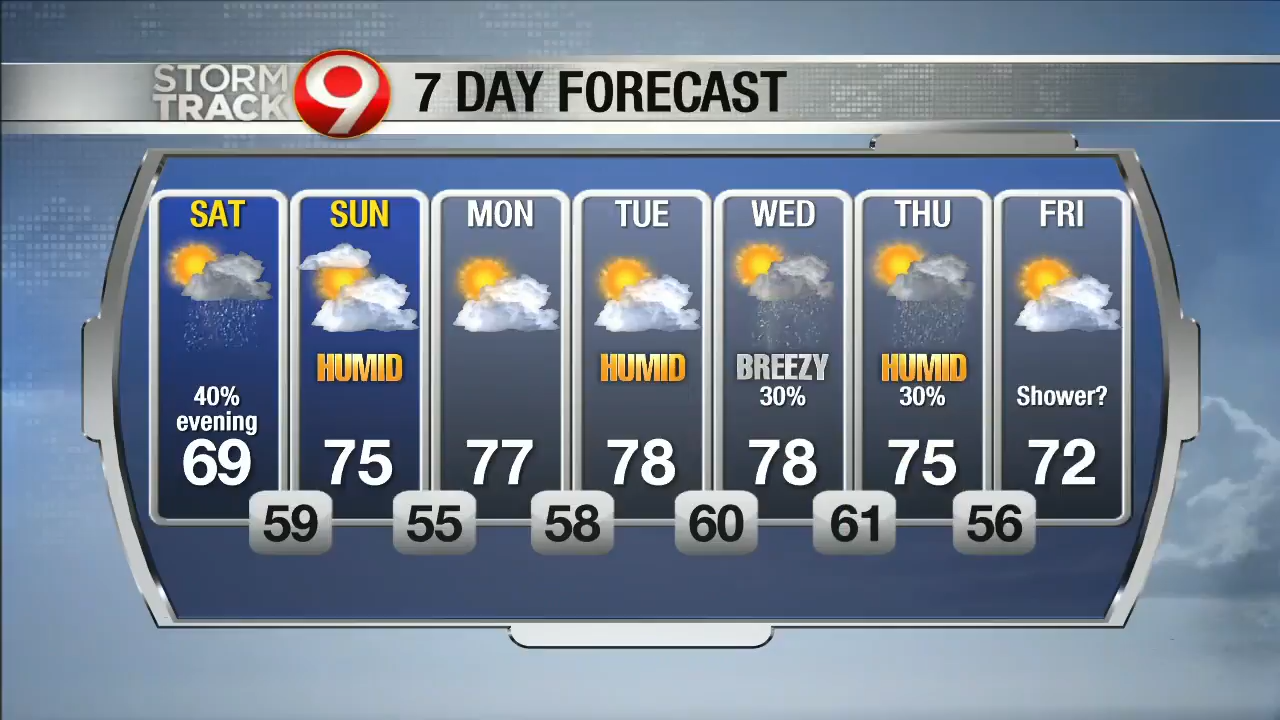 STORM
TRACK 9
7 DAY FORECAST
SAT
40%
evening
69
SUN
HUMID
75
MON
77
TUE
HUMID
78
WED
BREEZY
30%
78
THU
HUMID
30%
75
FRI
Shower?
72
59 55 58 60 61 56